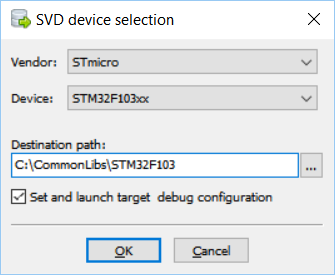 SVD device selection
Vendor: STmicro
Device: STM32F103xx
Destination path:
C:\CommonLibs\STM32F103
...
Set and launch target debug configuration
OK Cancel